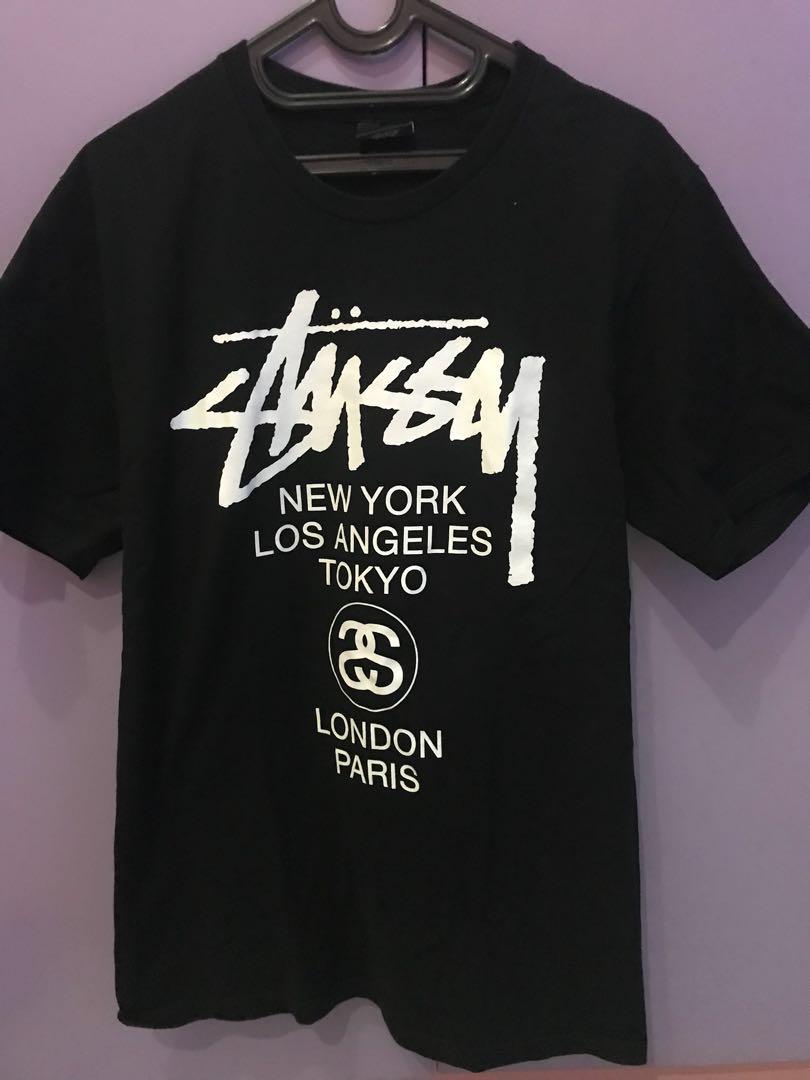 Stüssy
NEW YORK
LOS ANGELES
TOKYO
SS
LONDON
PARIS